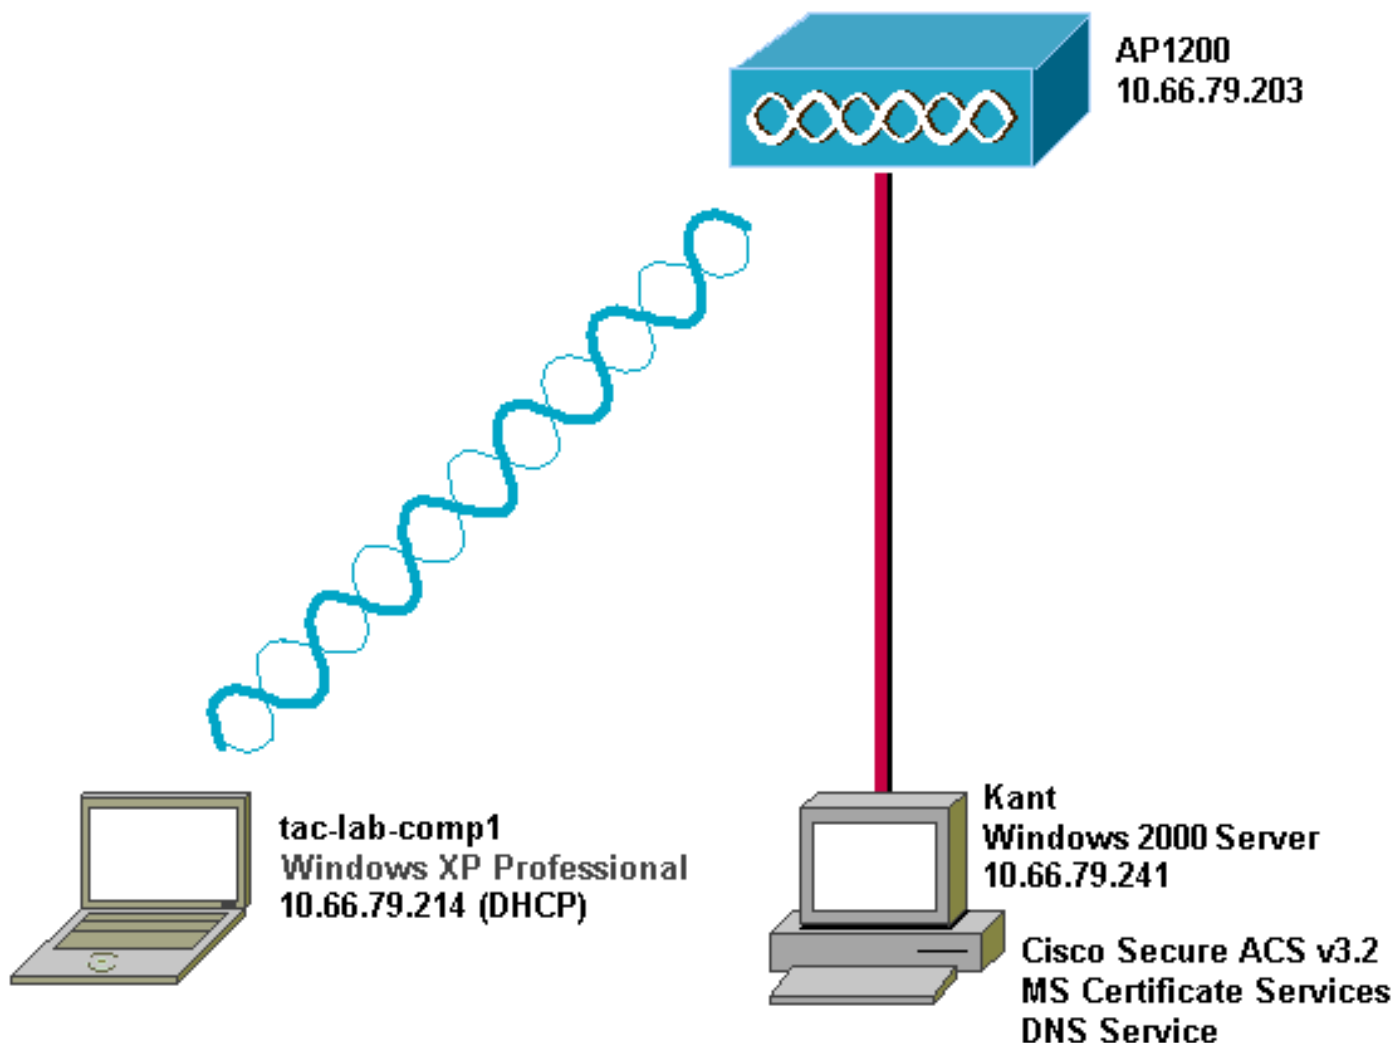 AP1200
10.66.79.203
tac-lab-comp1
Windows XP Professional
10.66.79.214 (DHCP)
Kant
Windows 2000 Server
10.66.79.241
Cisco Secure ACS v3.2
MS Certificate Services
DNS Service